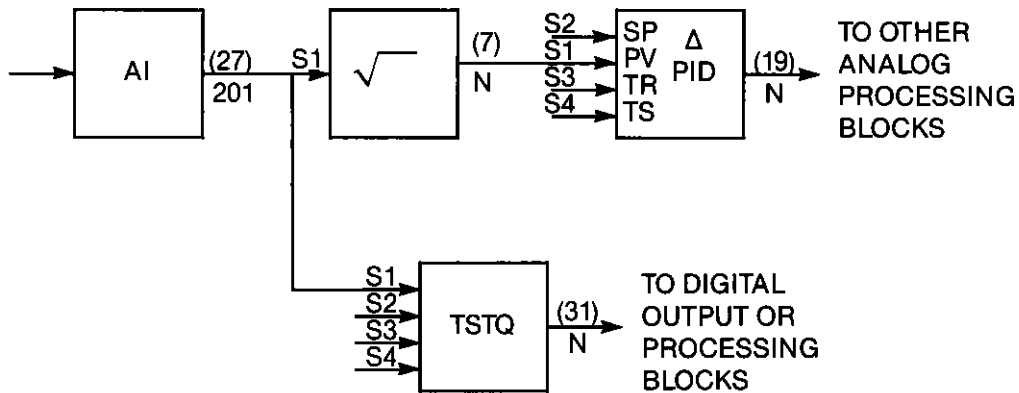 AI
(27)
201
S1
√
(7)
N
S2
S1
S3
S4
SP
PV
TR
TS
Δ
PID
(19)
N
TO OTHER
ANALOG
PROCESSING
BLOCKS
S1
S2
S3
S4
TSTQ
(31)
N
TO DIGITAL
OUTPUT OR
PROCESSING
BLOCKS